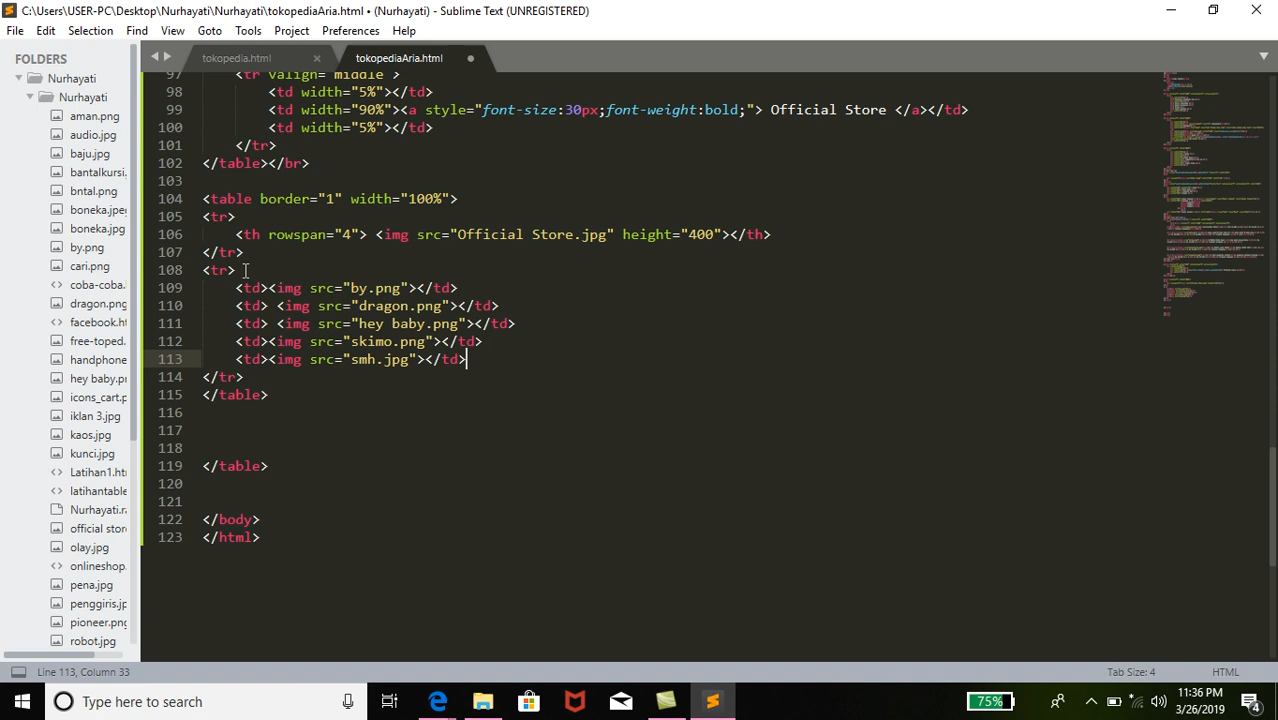 C:\Users\USER-PC\Desktop\Nurhayati\Nurhayati\tokopediaAria.html • (Nurhayati) - Sublime Text (UNREGISTERED)
File Edit Selection Find View Goto Tools Project Preferences Help
FOLDERS
Nurhayati
Nurhayati
aman.png
audio.jpg
baju.jpg
bantalkursi.
bntal.png
boneka.jpeg
boneka.jpg
by.png
cari.png
coba-coba.
dragon.png
facebook.ht
free-toped.
handphone
hey baby.pn
icons_cart.p
iklan 3.jpg
kaos.jpg
kunci.jpg
Latihan1.htr
latihantable
Nurhayati.ra
official store
olay.jpg
onlineshop.
pena.jpg
penggiris.jp
pioneer.png
robot.jpg
tokopedia.html ×
tokopediaAria.html
97 <tr valign="middle">
98 <td width="5%"></td>
99 <td width="90%"><a style="font-size:30px;font-weight:bold;"> Official Store </a></td>
100 <td width="5%"></td>
101 </tr>
102 </table></br>
103
104 <table border="1" width="100%">
105 <tr>
106 <th rowspan="4"> <img src="Official Store.jpg" height="400"></th>
107 </tr>
108 <tr>
109 <td><img src="by.png"></td>
110 <td> <img src="dragon.png"></td>
111 <td> <img src="hey baby.png"></td>
112 <td><img src="skimo.png"></td>
113 <td><img src="smh.jpg"></td>
114 </tr>
115 </table>
116
117
118
119 </table>
120
121
122 </body>
123 </html>
Line 113, Column 33
Tab Size: 4
HTML
Type here to search
75%
11:36 PM
3/26/2019
4